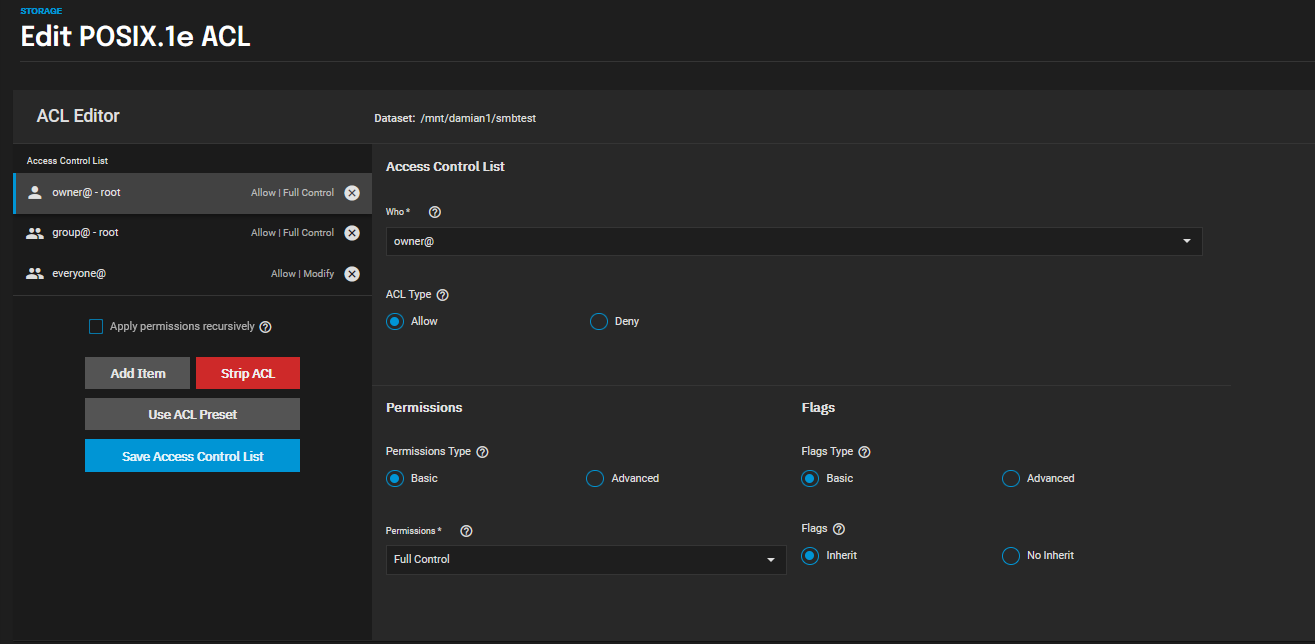 STORAGE
Edit POSIX.1e ACL
ACL Editor
Dataset: /mnt/damian1/smbtest
Access Control List
owner@ - root Allow | Full Control
group@ - root Allow | Full Control
everyone@ Allow | Modify
Apply permissions recursively
Add Item Strip ACL
Use ACL Preset
Save Access Control List
Access Control List
Who *
owner@
ACL Type
Allow Deny
Permissions
Permissions Type
Basic Advanced
Permissions *
Full Control
Flags
Flags Type
Basic Advanced
Flags
Inherit No Inherit